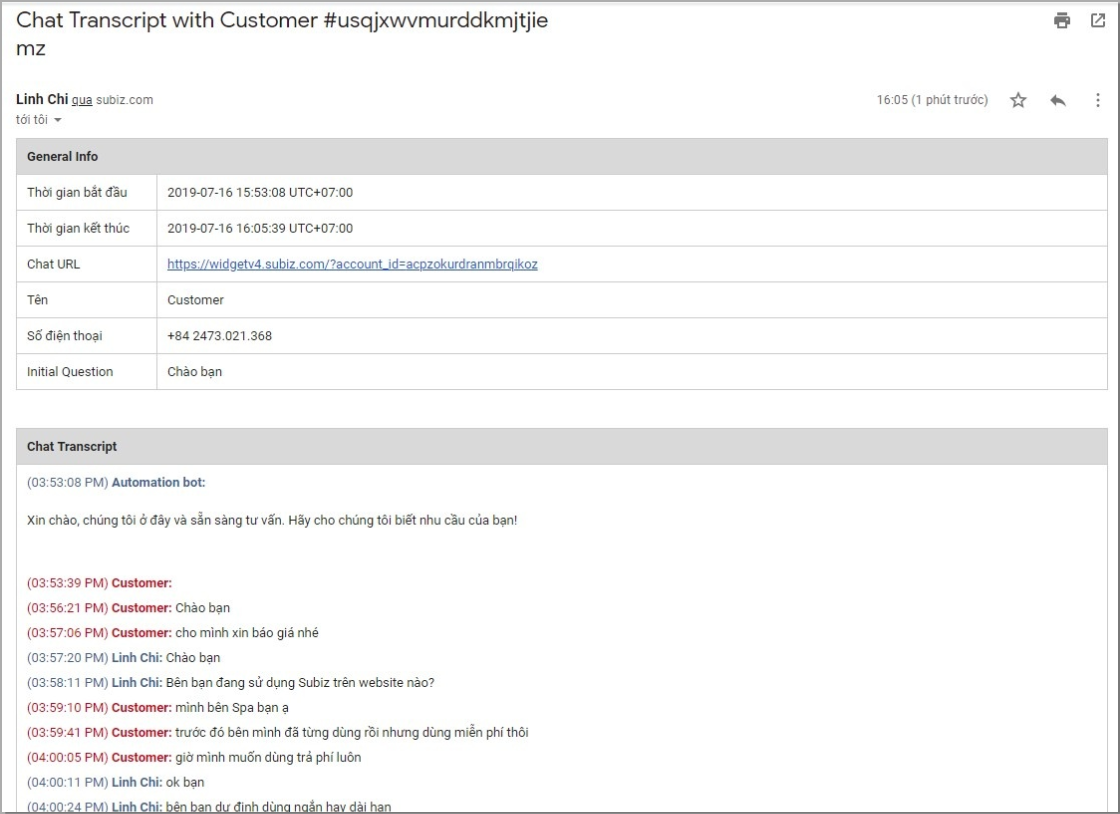 Chat Transcript with Customer #usqjxwvmurddkmjtjie
mz
Linh Chi qua subiz.com
16:05 (1 phút trước)
tới tôi
General Info
Thời gian bắt đầu 2019-07-16 15:53:08 UTC+07:00
Thời gian kết thúc 2019-07-16 16:05:39 UTC+07:00
Chat URL https://widgetv4.subiz.com/?account_id=acpzokurdranmbrqikoz
Tên Customer
Số điện thoại +84 2473.021.368
Initial Question Chào bạn
Chat Transcript
(03:53:08 PM) Automation bot:
Xin chào, chúng tôi ở đây và sẵn sàng tư vấn. Hãy cho chúng tôi biết nhu cầu của bạn!
(03:53:39 PM) Customer:
(03:56:21 PM) Customer: Chào bạn
(03:57:06 PM) Customer: cho mình xin báo giá nhé
(03:57:20 PM) Linh Chi: Chào bạn
(03:58:11 PM) Linh Chi: Bên bạn đang sử dụng Subiz trên website nào?
(03:59:10 PM) Customer: mình bên Spa bạn ạ
(03:59:41 PM) Customer: trước đó bên mình đã từng dùng rồi nhưng dùng miễn phí thôi
(04:00:05 PM) Customer: giờ mình muốn dùng trả phí luôn
(04:00:11 PM) Linh Chi: ok bạn
(04:00:24 PM) Linh Chi: bên bạn dự định dùng ngắn hay dài hạn